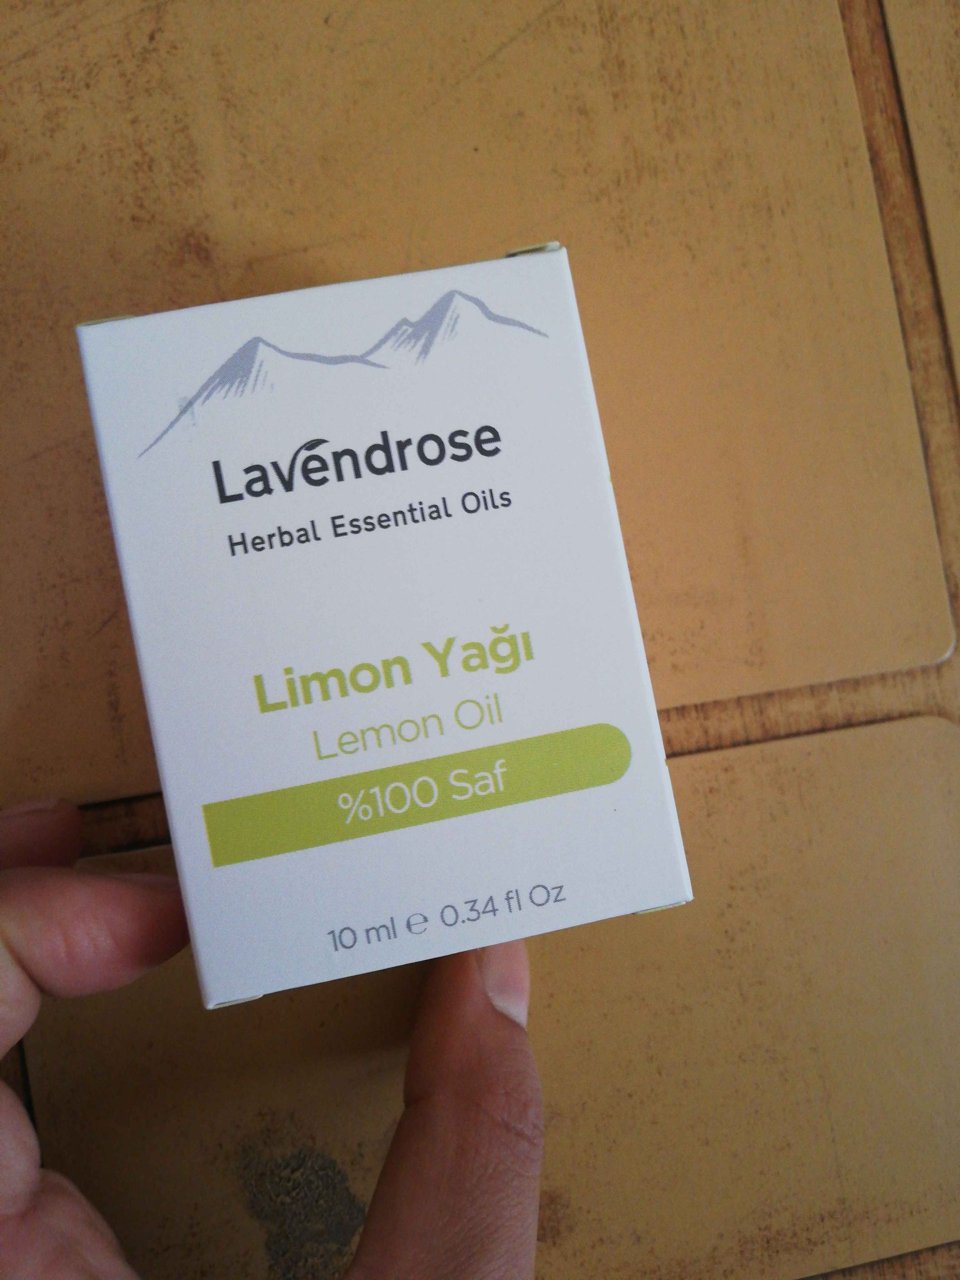 Lavendrose
Herbal Essential Oils
Limon Yağı
Lemon Oil
%100 Saf
10 ml ℮ 0.34 fl Oz